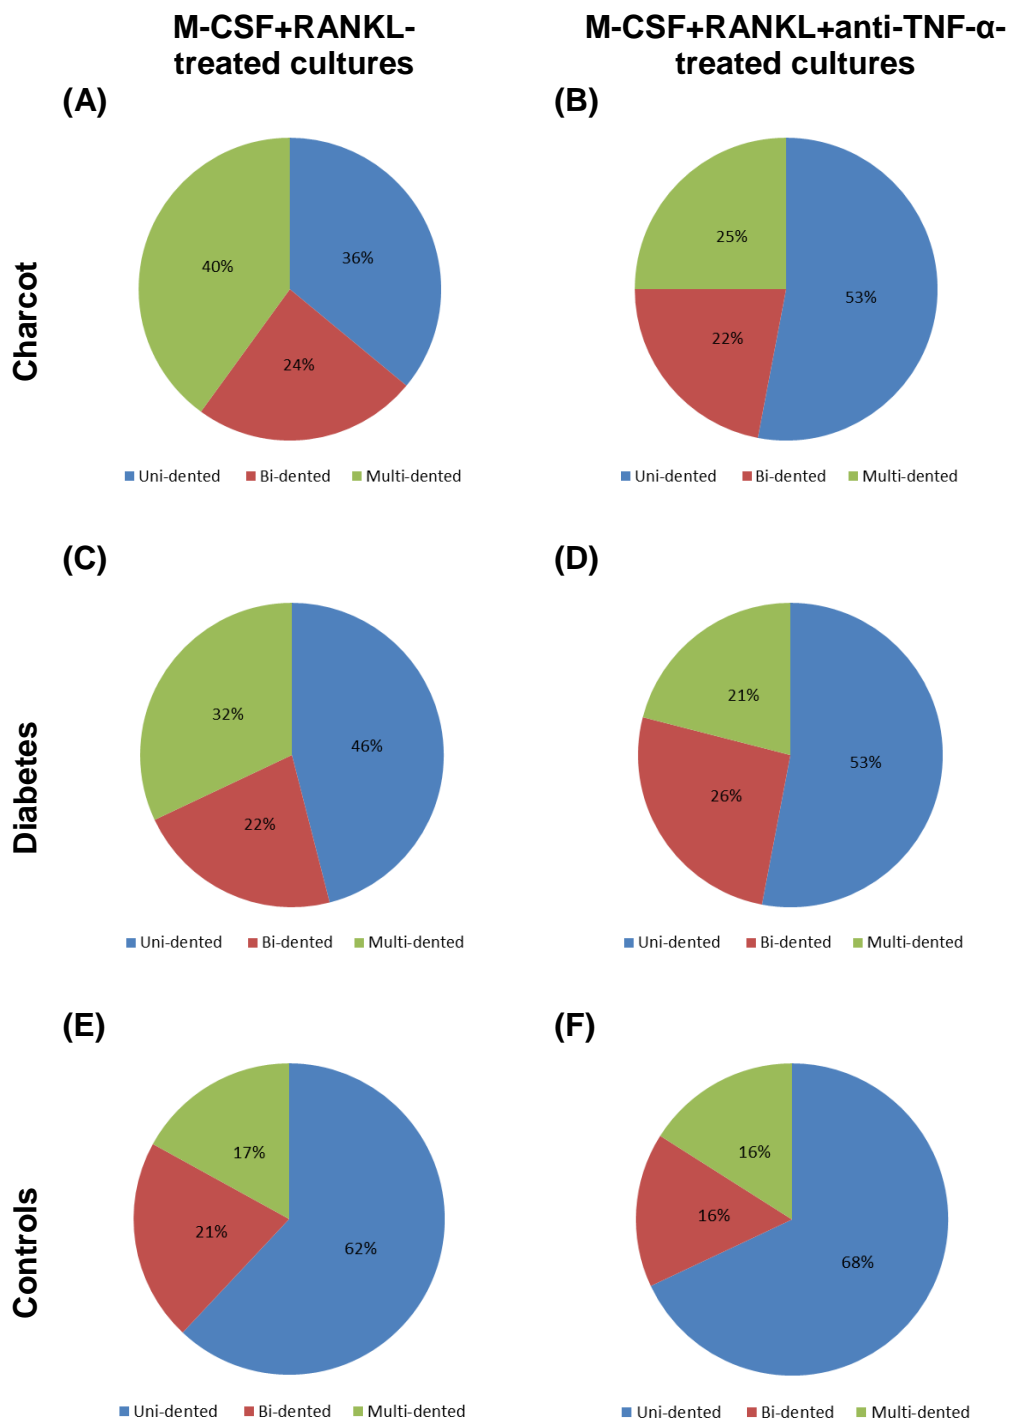 M-CSF+RANKL-
treated cultures
M-CSF+RANKL+anti-TNF-α-
treated cultures
(A)
(B)
Charcot
40%
36%
24%
25%
53%
22%
Uni-dented Bi-dented Multi-dented
Uni-dented Bi-dented Multi-dented
(C)
(D)
Diabetes
32%
46%
22%
21%
53%
26%
Uni-dented Bi-dented Multi-dented
Uni-dented Bi-dented Multi-dented
(E)
(F)
Controls
17%
21%
62%
16%
16%
68%
Uni-dented Bi-dented Multi-dented
Uni-dented Bi-dented Multi-dented